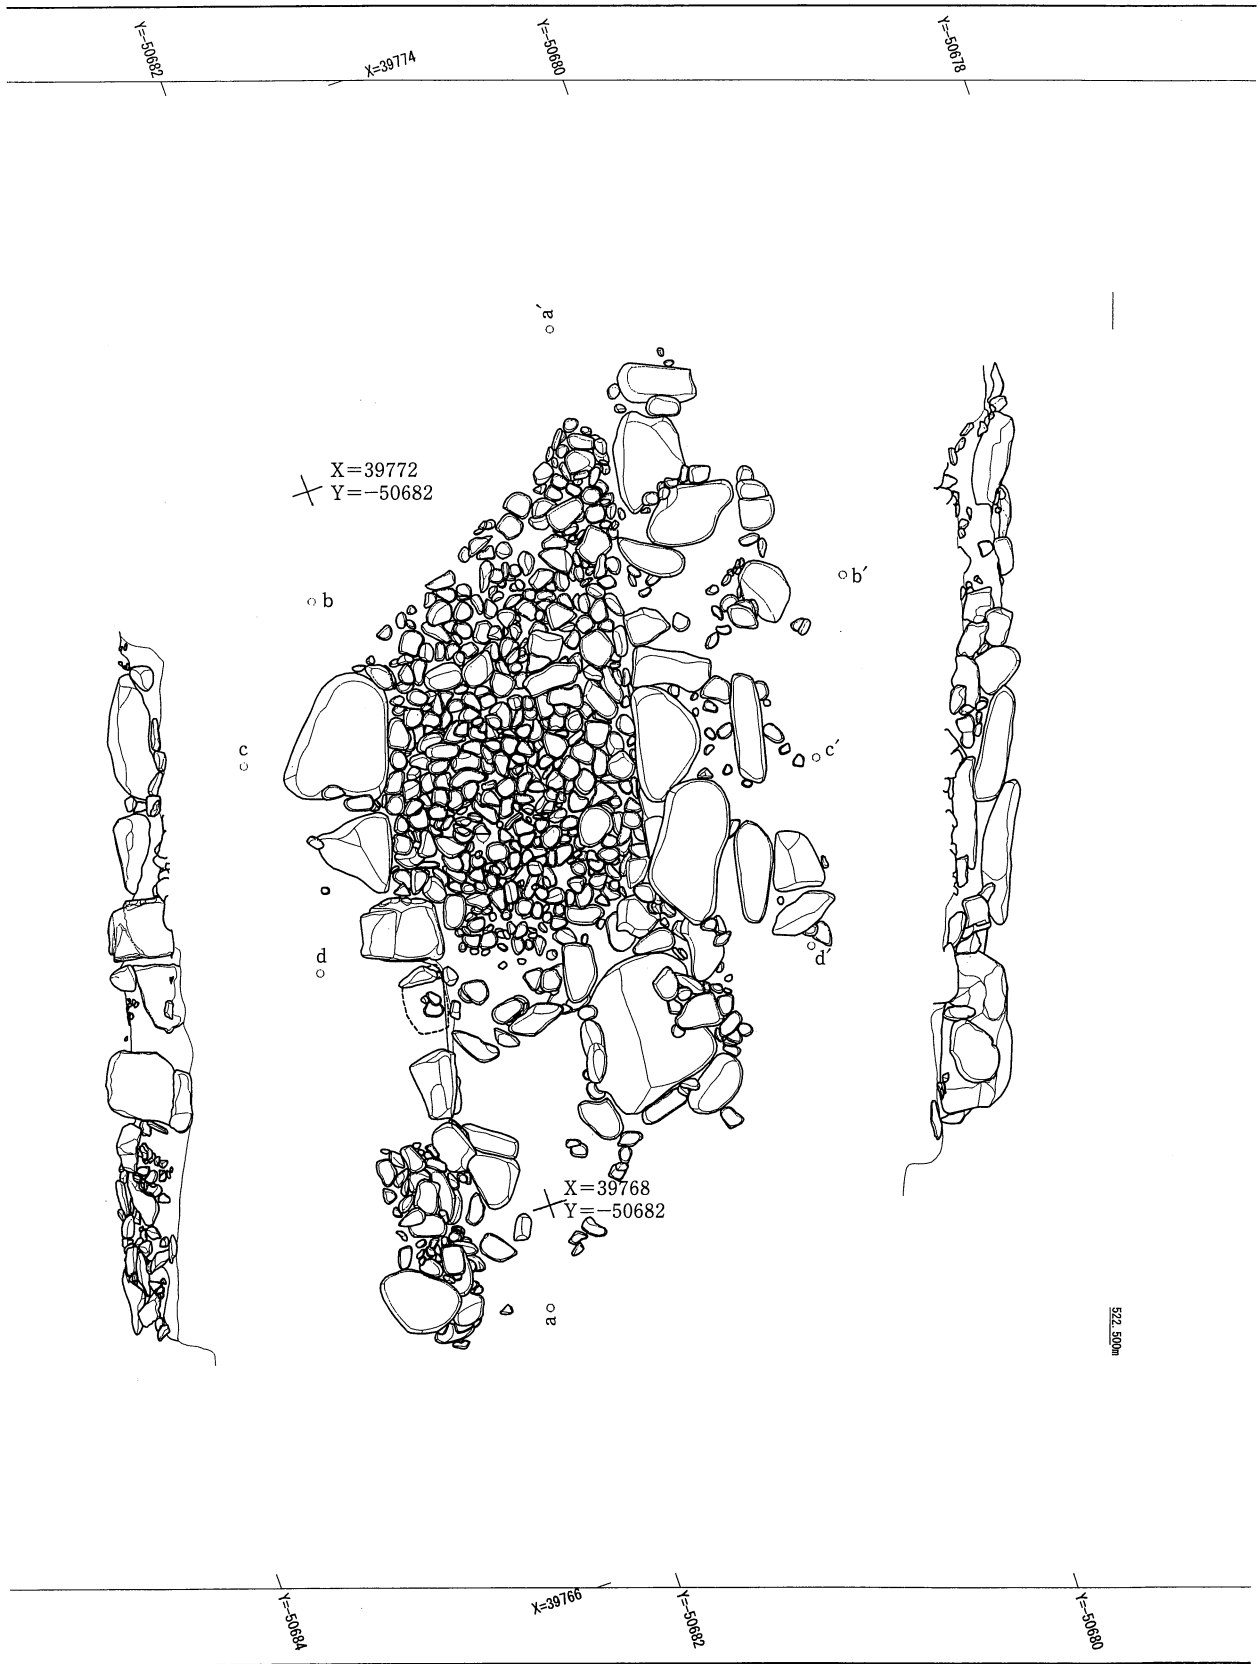 Y=-50682
X=39774
Y=-50680
Y=-50678
a′
X=39772
Y=-50682
b
b′
c
c′
d
d′
X=39768
Y=-50682
a
522.500m
Y=-50684
X=39766
Y=-50682
Y=-50680